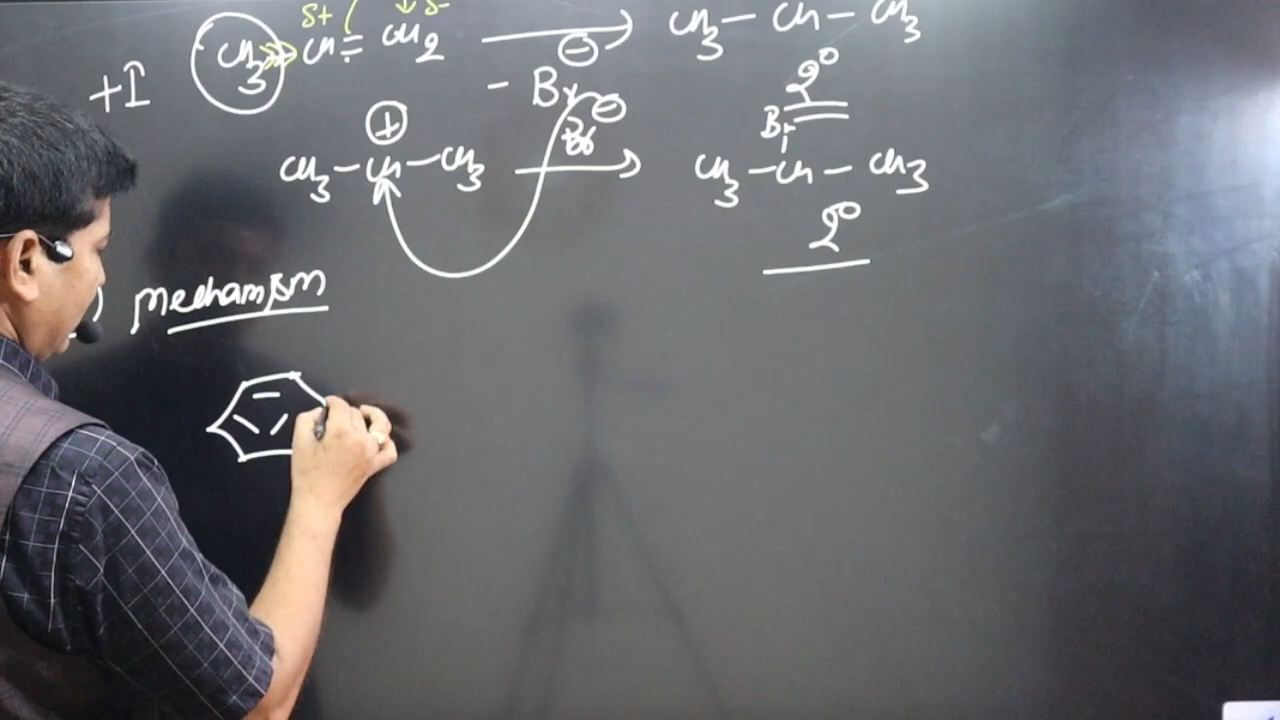 δ+ δ-
+I CH3 CH = CH2 CH3 - CH - CH3
⊖
- Br ⊖ 2°
⊕ Br
CH3 - CH - CH3 CH3 - CH - CH3
2°
) mechanism